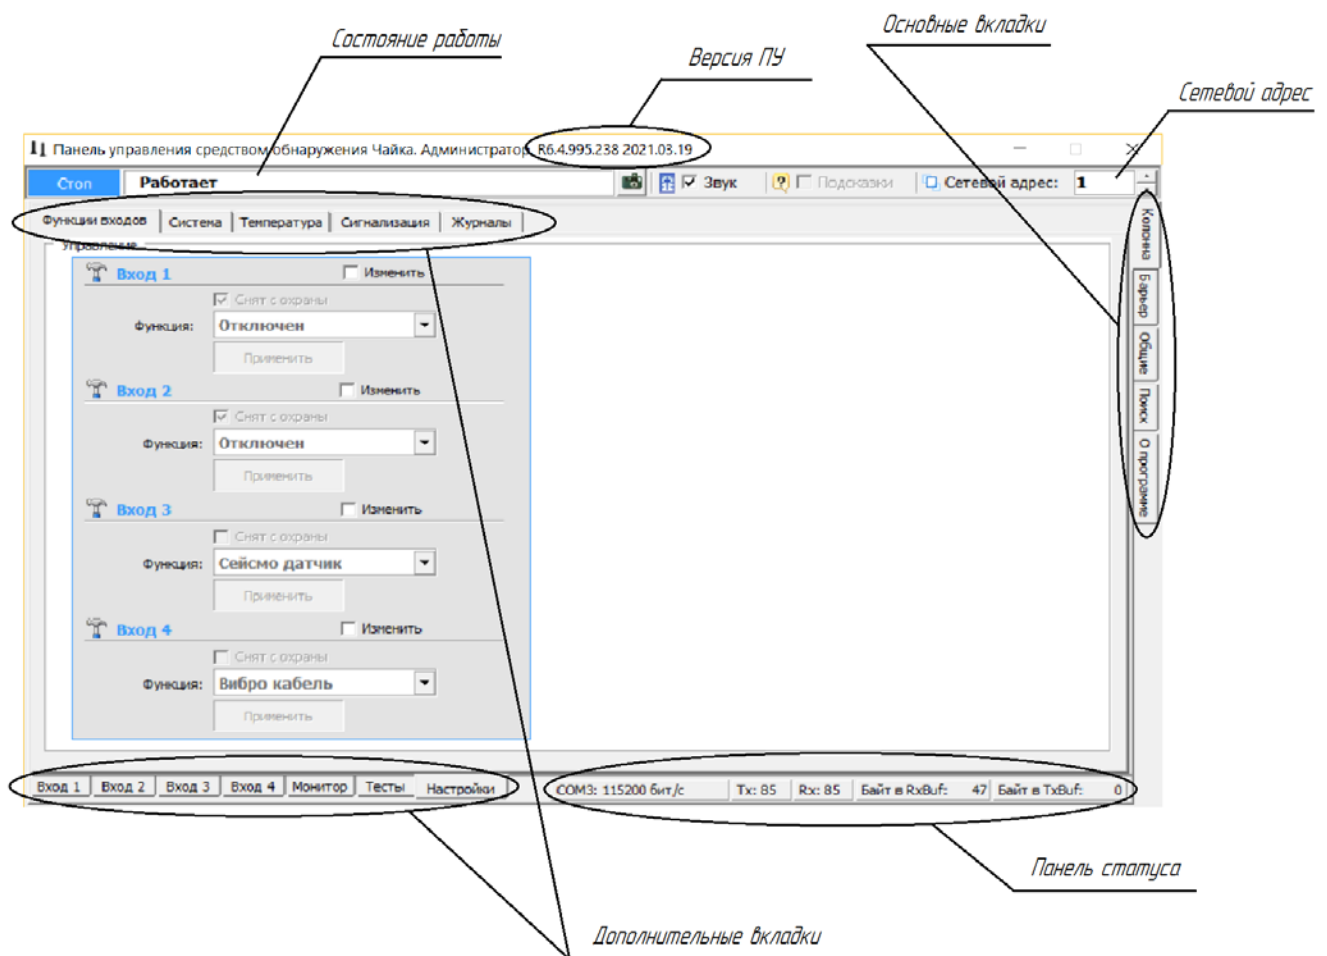 Основные вкладки
Состояние работы
Версия ПУ
Сетевой адрес
Панель управления средством обнаружения Чайка. Администратор. R6.4.995.238 2021.03.19
Стоп Работает Звук Подсказки Сетевой адрес: 1
Функции входов Система Температура Сигнализация Журналы
Управление
Вход 1 Изменить
Снят с охраны
Функция: Отключен
Применить
Вход 2 Изменить
Снят с охраны
Функция: Отключен
Применить
Вход 3 Изменить
Снят с охраны
Функция: Сейсмо датчик
Применить
Вход 4 Изменить
Снят с охраны
Функция: Вибро кабель
Применить
Колонна
Барьер
Общие
Поиск
О программе
Вход 1 Вход 2 Вход 3 Вход 4 Монитор Тесты Настройки
COM3: 115200 бит/с Tx: 85 Rx: 85 Байт в RxBuf: 47 Байт в TxBuf: 0
Панель статуса
Дополнительные вкладки